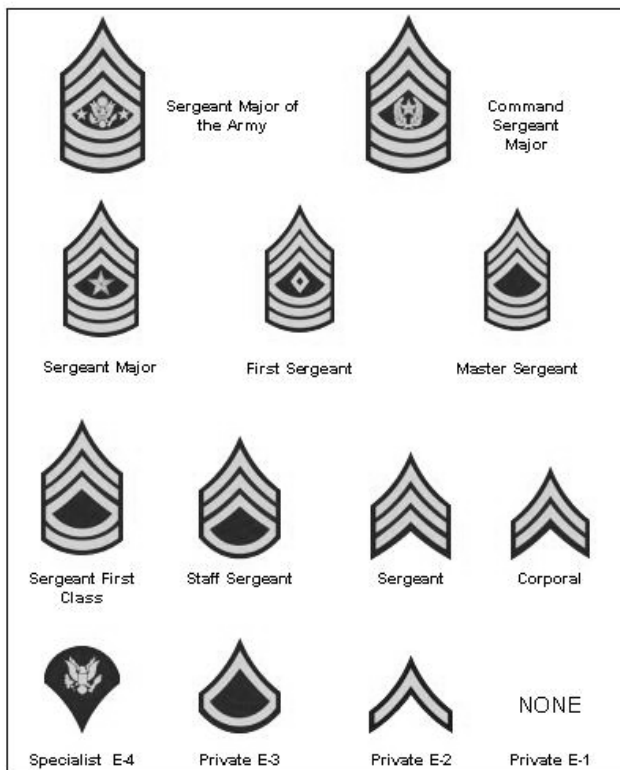 Sergeant Major of
the Army
Command
Sergeant
Major
Sergeant Major
First Sergeant
Master Sergeant
Sergeant First
Class
Staff Sergeant
Sergeant
Corporal
NONE
Specialist E-4
Private E-3
Private E-2
Private E-1